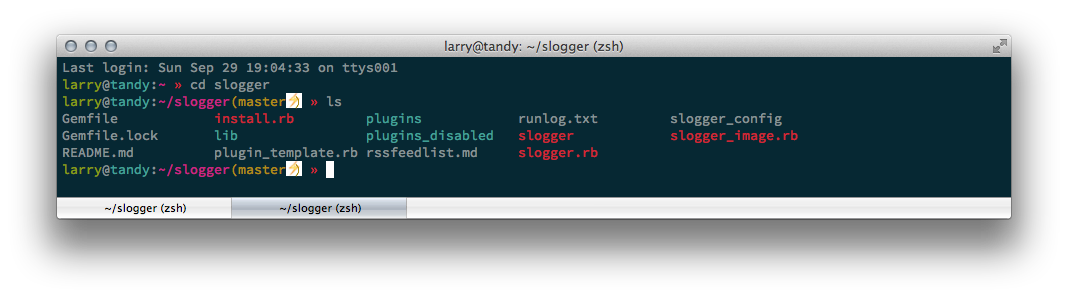 larry@tandy: ~/slogger (zsh)
Last login: Sun Sep 29 19:04:33 on ttys001
larry@tandy:~ » cd slogger
larry@tandy:~/slogger(master🍌) » ls
Gemfile install.rb plugins runlog.txt slogger_config
Gemfile.lock lib plugins_disabled slogger slogger_image.rb
README.md plugin_template.rb rssfeedlist.md slogger.rb
larry@tandy:~/slogger(master🍌) »
~/slogger (zsh) ~/slogger (zsh)